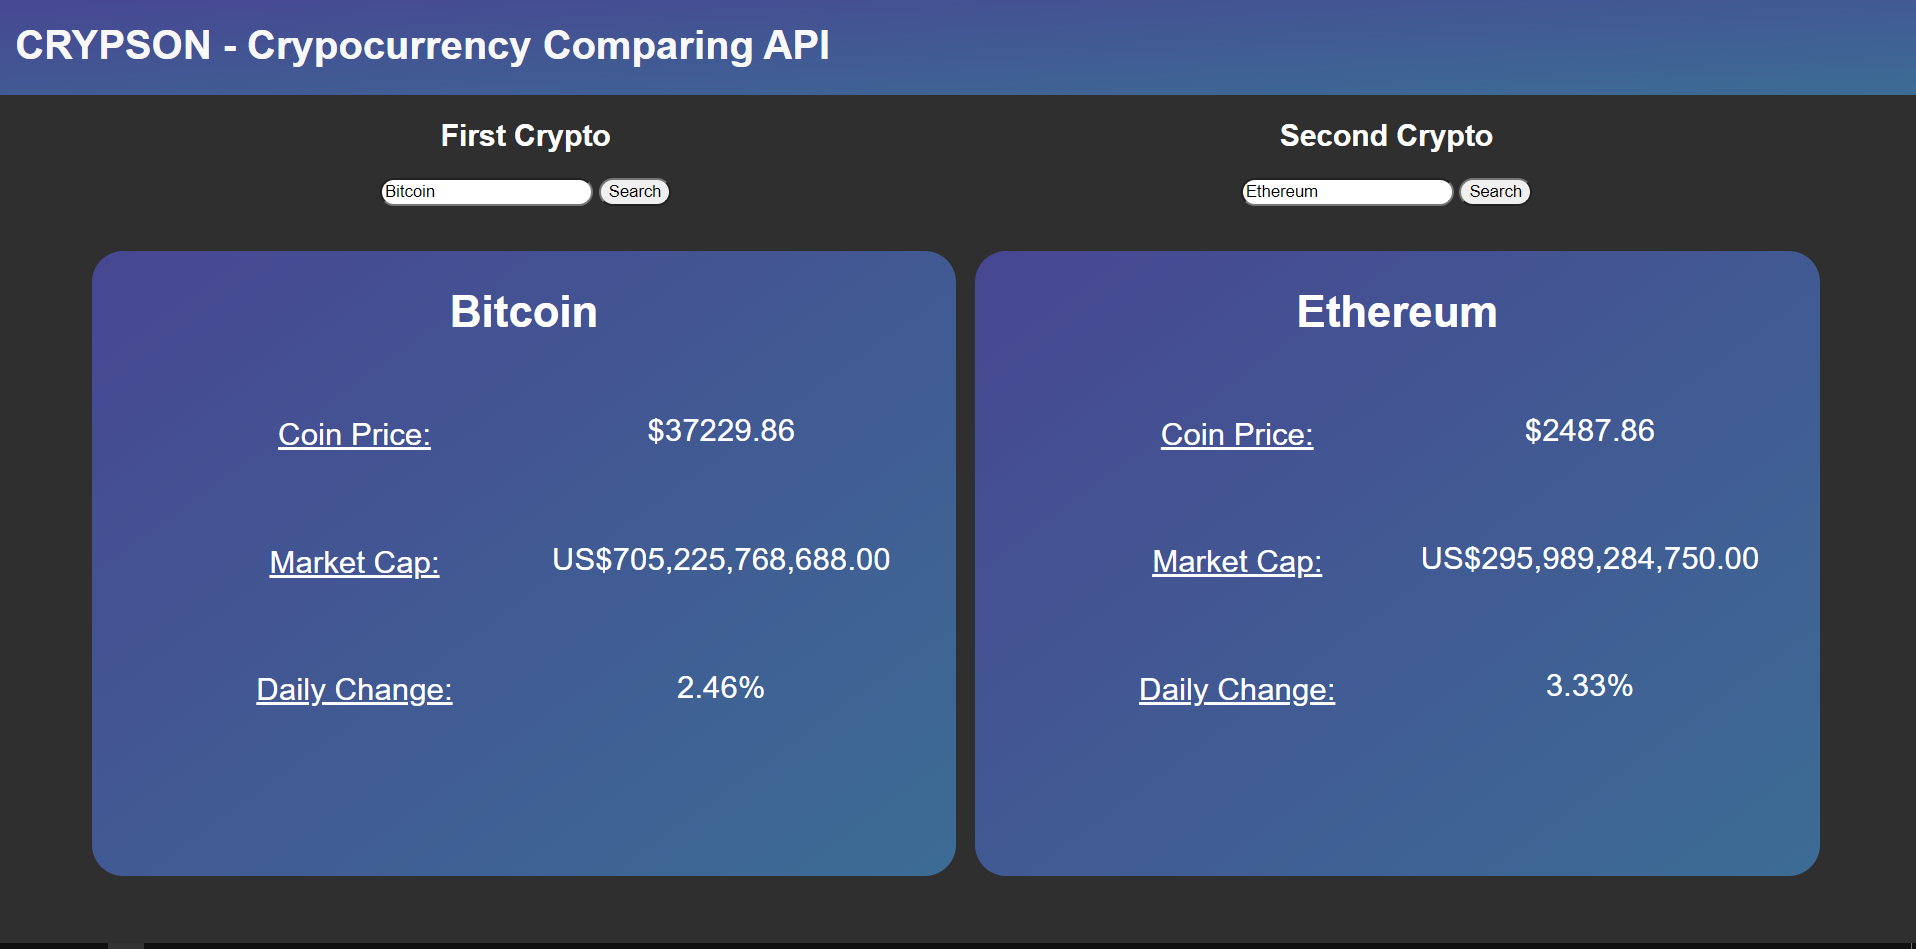 CRYPSON - Crypocurrency Comparing API
First Crypto
Bitcoin Search
Second Crypto
Ethereum Search
Bitcoin
Coin Price: $37229.86
Market Cap: US$705,225,768,688.00
Daily Change: 2.46%
Ethereum
Coin Price: $2487.86
Market Cap: US$295,989,284,750.00
Daily Change: 3.33%